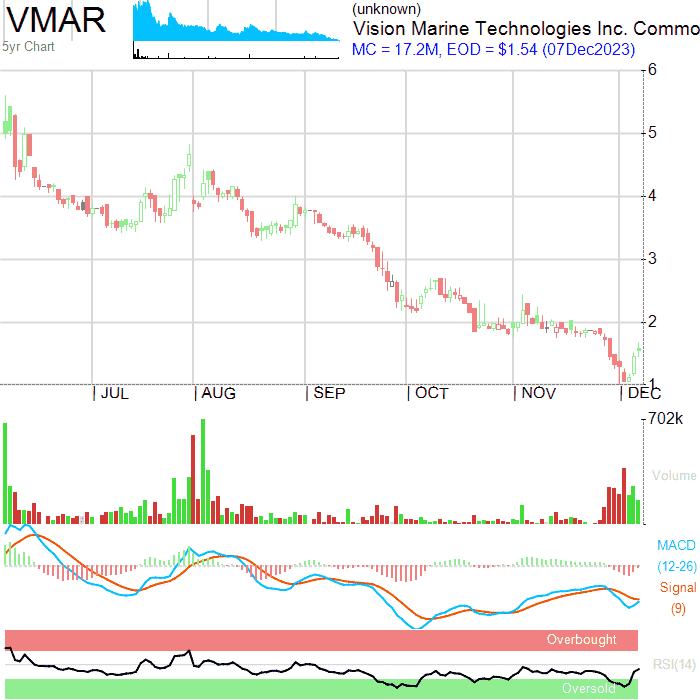 VMAR
5yr Chart
(unknown)
Vision Marine Technologies Inc. Commo
MC = 17.2M, EOD = $1.54 (07Dec2023)
6
5
4
3
2
1
JUL
AUG
SEP
OCT
NOV
DEC
702k
Volume
MACD
(12-26)
Signal
(9)
Overbought
RSI(14)
Oversold